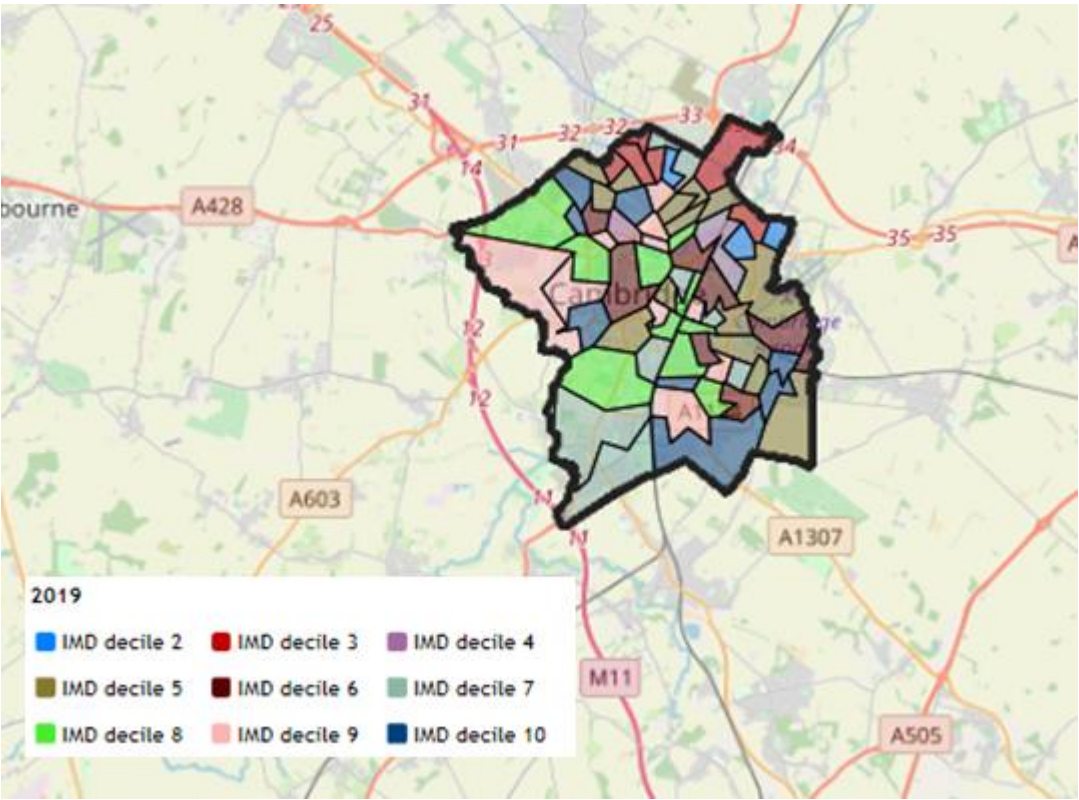 25
31
33
32
32
31
14
34
bourne
A428
35
35
A
3
Cambridge
12
12
A603
11
A1307
11
2019
IMD decile 2
IMD decile 3
IMD decile 4
IMD decile 5
IMD decile 6
IMD decile 7
M11
IMD decile 8
IMD decile 9
IMD decile 10
A505